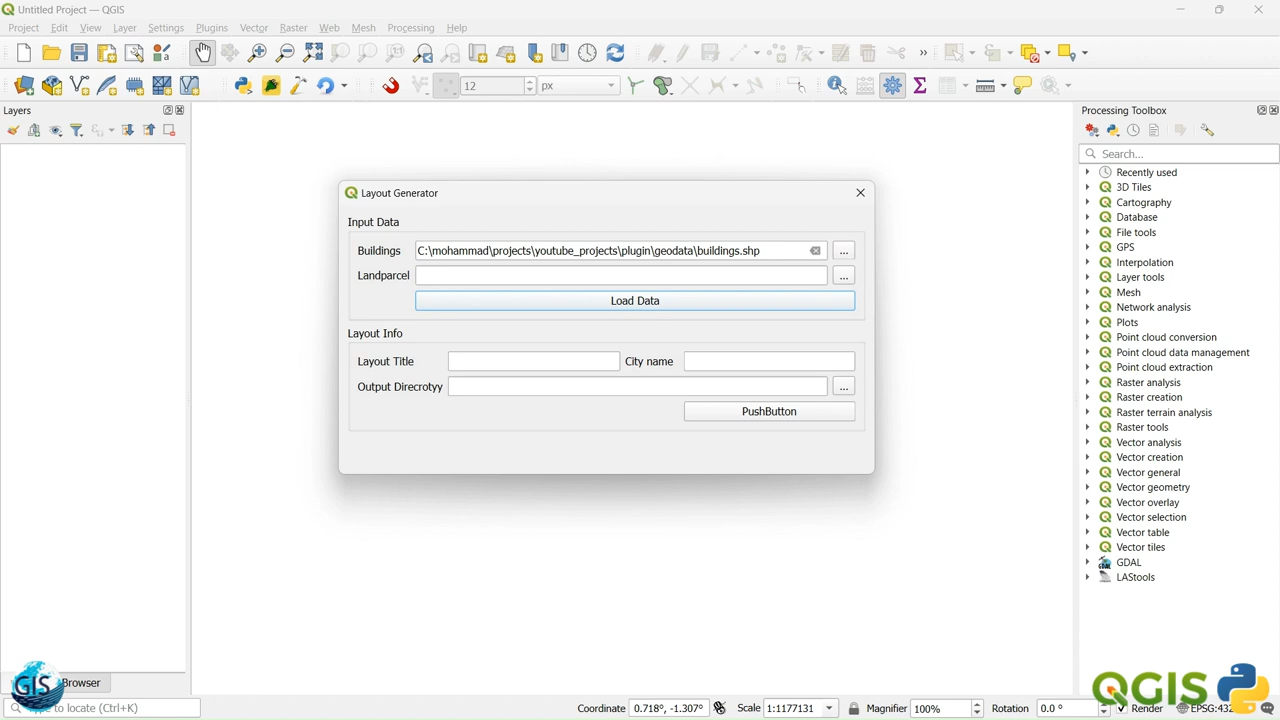 Untitled Project — QGIS
Project Edit View Layer Settings Plugins Vector Raster Web Mesh Processing Help
12 px
Layers
Processing Toolbox
Search...
Recently used
3D Tiles
Cartography
Database
File tools
GPS
Interpolation
Layer tools
Mesh
Network analysis
Plots
Point cloud conversion
Point cloud data management
Point cloud extraction
Raster analysis
Raster creation
Raster terrain analysis
Raster tools
Vector analysis
Vector creation
Vector general
Vector geometry
Vector overlay
Vector selection
Vector table
Vector tiles
GDAL
LAStools
Layout Generator
Input Data
Buildings C:\mohammad\projects\youtube_projects\plugin\geodata\buildings.shp ...
Landparcel ...
Load Data
Layout Info
Layout Title City name
Output Direcrotyy ...
PushButton
GIS
Browser
to locate (Ctrl+K)
Coordinate 0.718°, -1.307° Scale 1:1177131 Magnifier 100% Rotation 0.0 ° Render EPSG:432
QGIS